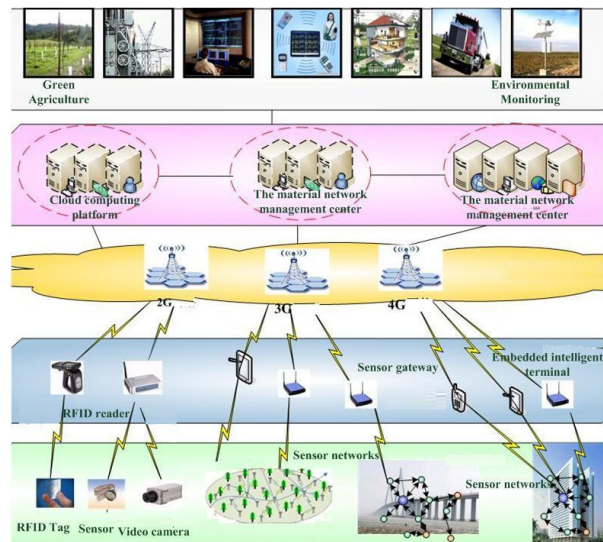 Green
Agriculture
Environmental
Monitoring
Cloud computing
platform
The material network
management center
The material network
management center
2G
3G
4G
Embedded intelligent
terminal
Sensor gateway
RFID reader
Sensor networks
Sensor networks
RFID Tag
Sensor
Video camera